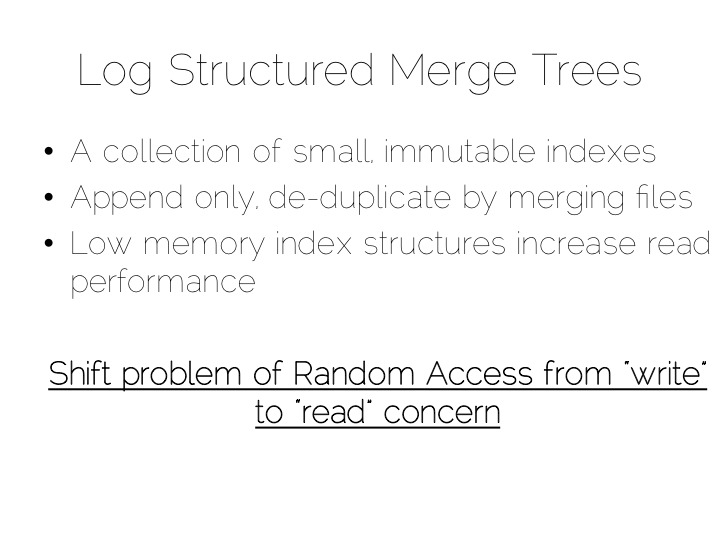 Log Structured Merge Trees
• A collection of small, immutable indexes
• Append only, de-duplicate by merging files
• Low memory index structures increase read
performance
Shift problem of Random Access from "write"
to "read" concern